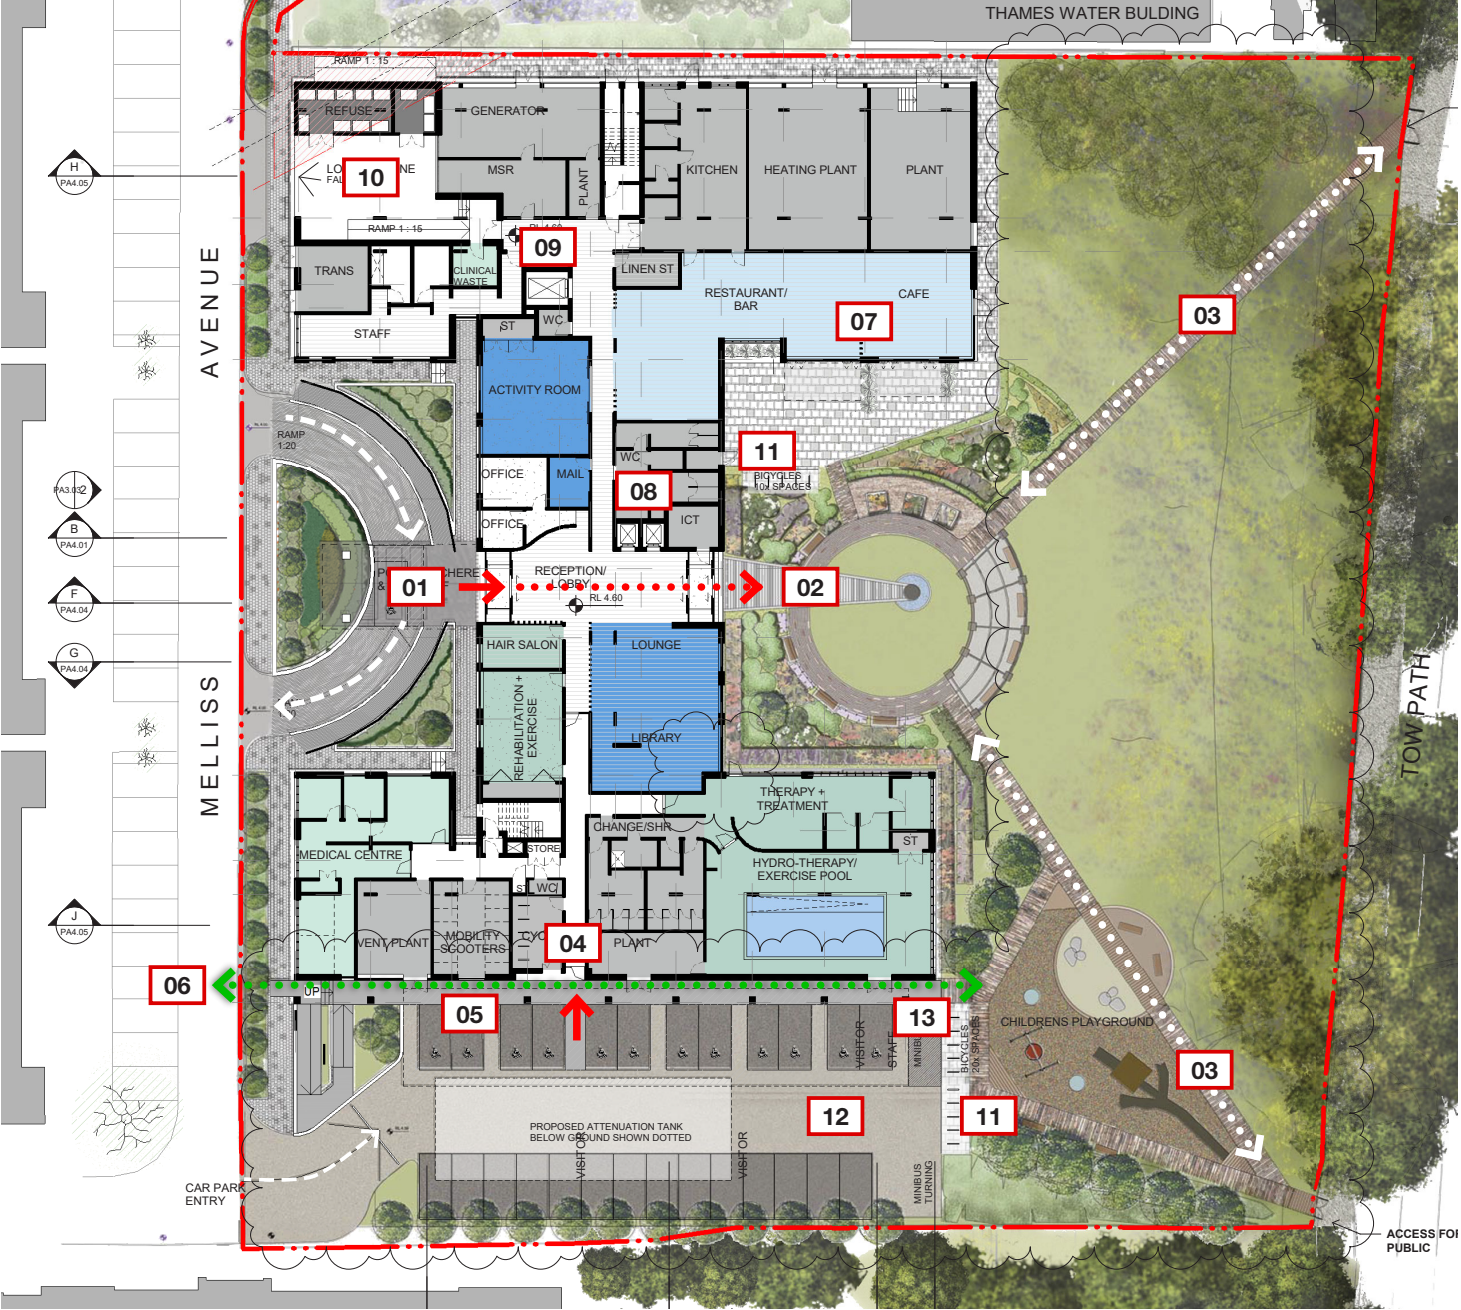 THAMES WATER BULDING
RAMP 1 : 15
REFUSE
GENERATOR
H
PA4.05
10
MSR
PLANT
KITCHEN
HEATING PLANT
PLANT
RAMP 1 : 15
09
TRANS
CLINICAL
WASTE
LINEN ST
RESTAURANT/
BAR
CAFE
07
03
AVENUE
STAFF
ST
WC
ACTIVITY ROOM
RAMP
1:20
11
BICYCLES
10x SPACES
WC
OFFICE
MAIL
08
2
B
PA4.01
OFFICE
ICT
01
RECEPTION/
LOBBY
RL 4.60
02
F
PA4.04
G
PA4.04
HAIR SALON
LOUNGE
REHABILITATION +
EXERCISE
LIBRARY
MELLISS
TOW PATH
THERAPY +
TREATMENT
CHANGE/SHR
ST
MEDICAL CENTRE
STORE
HYDRO-THERAPY/
EXERCISE POOL
ST
WC
J
PA4.05
VENT PLANT
MOBILITY
SCOOTERS
04
PLANT
06
UP
05
13
VISITOR
STAFF
BICYCLES
20x SPACES
CHILDRENS PLAYGROUND
03
12
11
PROPOSED ATTENUATION TANK
BELOW GROUND SHOWN DOTTED
VISITOR
VISITOR
MINIBUS
TURNING
CAR PARK
ENTRY
ACCESS FOR
PUBLIC